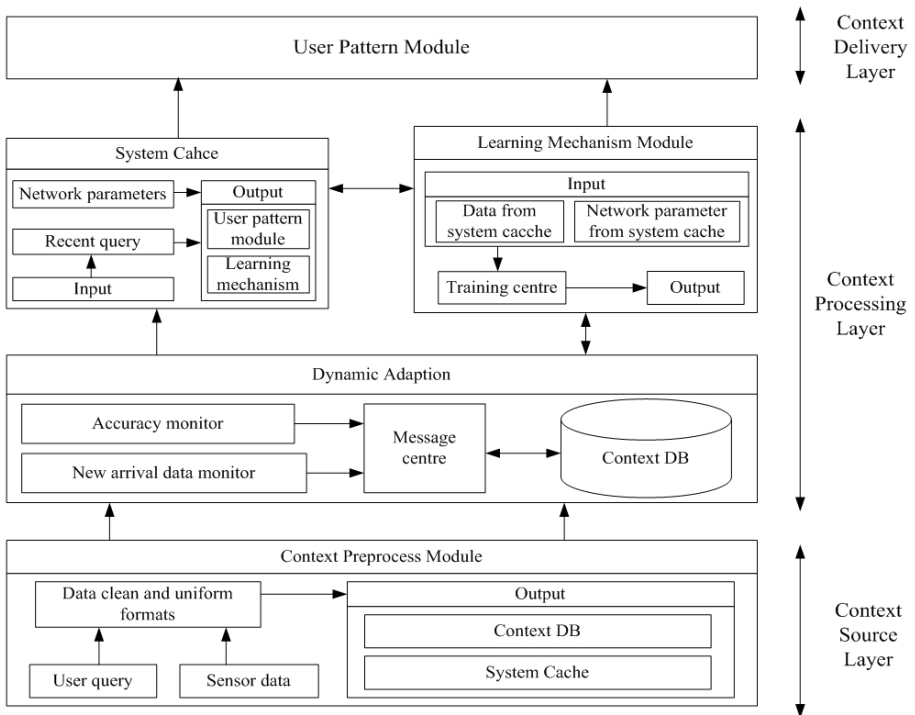 User Pattern Module
Context
Delivery
Layer
System Cahce
Network parameters
Recent query
Input
Output
User pattern
module
Learning
mechanism
Learning Mechanism Module
Input
Data from
system cacche
Network parameter
from system cache
Training centre
Output
Context
Processing
Layer
Dynamic Adaption
Accuracy monitor
New arrival data monitor
Message
centre
Context DB
Context Preprocess Module
Data clean and uniform
formats
User query
Sensor data
Output
Context DB
System Cache
Context
Source
Layer